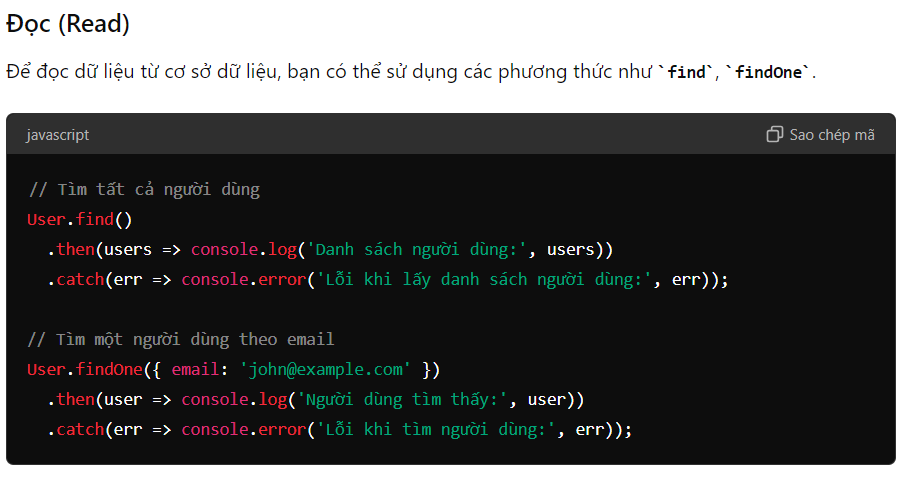 Đọc (Read)
Để đọc dữ liệu từ cơ sở dữ liệu, bạn có thể sử dụng các phương thức như `find`, `findOne`.
javascript
Sao chép mã
// Tìm tất cả người dùng
User.find()
  .then(users => console.log('Danh sách người dùng:', users))
  .catch(err => console.error('Lỗi khi lấy danh sách người dùng:', err));
// Tìm một người dùng theo email
User.findOne({ email: 'john@example.com' })
  .then(user => console.log('Người dùng tìm thấy:', user))
  .catch(err => console.error('Lỗi khi tìm người dùng:', err));